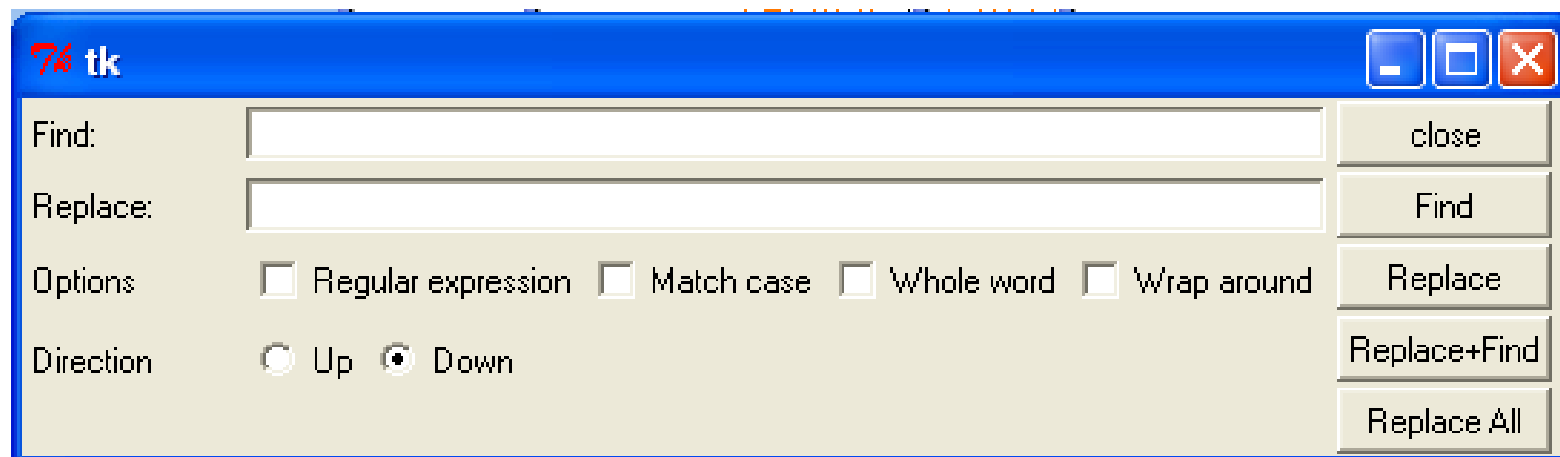 tk
Find:
close
Replace:
Find
Options Regular expression Match case Whole word Wrap around
Replace
Direction Up Down
Replace+Find
Replace All